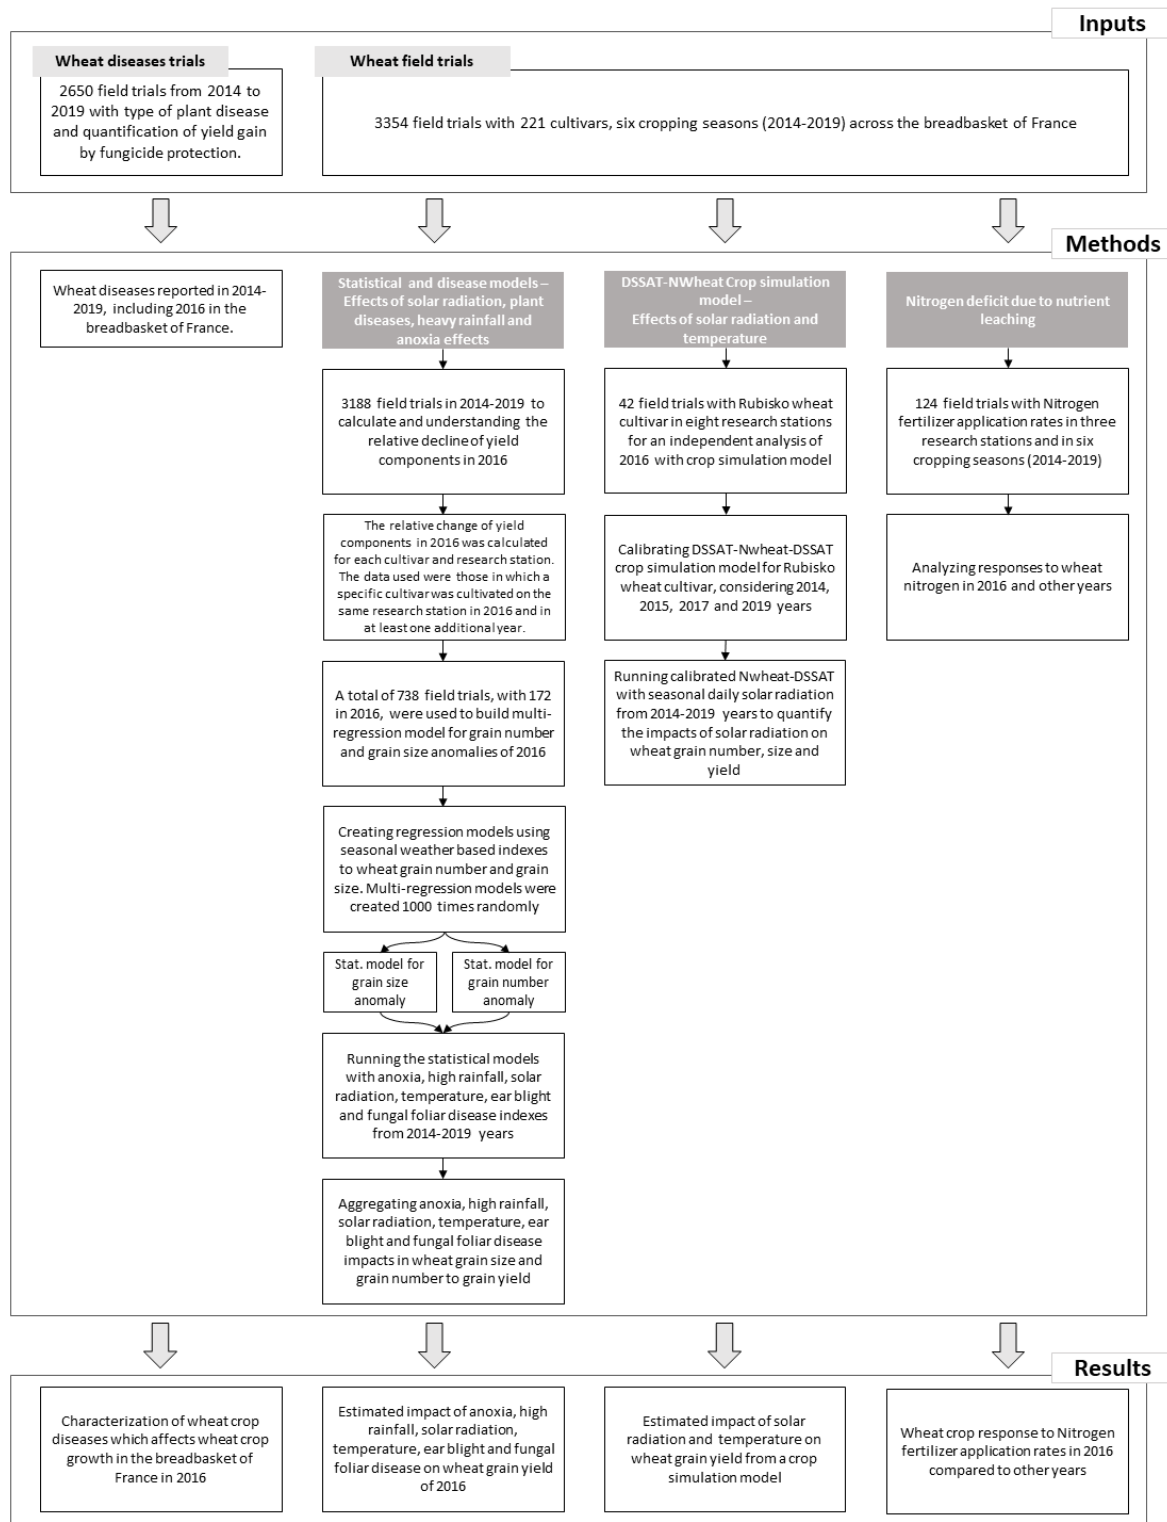 Inputs
Wheat diseases trials
2650 field trials from 2014 to
2019 with type of plant disease
and quantification of yield gain
by fungicide protection.
Wheat field trials
3354 field trials with 221 cultivars, six cropping seasons (2014-2019) across the breadbasket of France
Methods
Wheat diseases reported in 2014-
2019, including 2016 in the
breadbasket of France.
Statistical and disease models –
Effects of solar radiation, plant
diseases, heavy rainfall and
anoxia effects
3188 field trials in 2014-2019 to
calculate and understanding the
relative decline of yield
components in 2016
The relative change of yield
components in 2016 was calculated
for each cultivar and research station.
The data used were those in which a
specific cultivar was cultivated on the
same research station in 2016 and in
at least one additional year.
A total of 738 field trials, with 172
in 2016, were used to build multi-
regression model for grain number
and grain size anomalies of 2016
Creating regression models using
seasonal weather based indexes
to wheat grain number and grain
size. Multi-regression models were
created 1000 times randomly
Stat. model for
grain size
anomaly
Stat. model for
grain number
anomaly
Running the statistical models
with anoxia, high rainfall, solar
radiation, temperature, ear blight
and fungal foliar disease indexes
from 2014-2019 years
Aggregating anoxia, high rainfall,
solar radiation, temperature, ear
blight and fungal foliar disease
impacts in wheat grain size and
grain number to grain yield
DSSAT-NWheat Crop simulation
model –
Effects of solar radiation and
temperature
42 field trials with Rubisko wheat
cultivar in eight research stations
for an independent analysis of
2016 with crop simulation model
Calibrating DSSAT-Nwheat-DSSAT
crop simulation model for Rubisko
wheat cultivar, considering 2014,
2015, 2017 and 2019 years
Running calibrated Nwheat-DSSAT
with seasonal daily solar radiation
from 2014-2019 years to quantify
the impacts of solar radiation on
wheat grain number, size and
yield
Nitrogen deficit due to nutrient
leaching
124 field trials with Nitrogen
fertilizer application rates in three
research stations and in six
cropping seasons (2014-2019)
Analyzing responses to wheat
nitrogen in 2016 and other years
Results
Characterization of wheat crop
diseases which affects wheat crop
growth in the breadbasket of
France in 2016
Estimated impact of anoxia, high
rainfall, solar radiation,
temperature, ear blight and fungal
foliar disease on wheat grain yield
of 2016
Estimated impact of solar
radiation and temperature on
wheat grain yield from a crop
simulation model
Wheat crop response to Nitrogen
fertilizer application rates in 2016
compared to other years